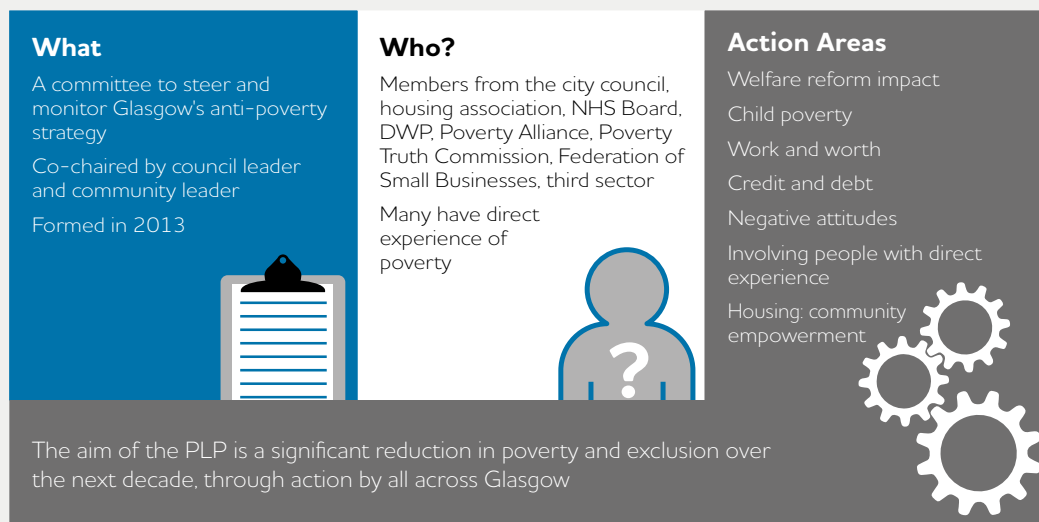 What
A committee to steer and
monitor Glasgow's anti-poverty
strategy
Co-chaired by council leader
and community leader
Formed in 2013
Who?
Members from the city council,
housing association, NHS Board,
DWP, Poverty Alliance, Poverty
Truth Commission, Federation of
Small Businesses, third sector
Many have direct
experience of
poverty
?
Action Areas
Welfare reform impact
Child poverty
Work and worth
Credit and debt
Negative attitudes
Involving people with direct
experience
Housing: community
empowerment
The aim of the PLP is a significant reduction in poverty and exclusion over
the next decade, through action by all across Glasgow